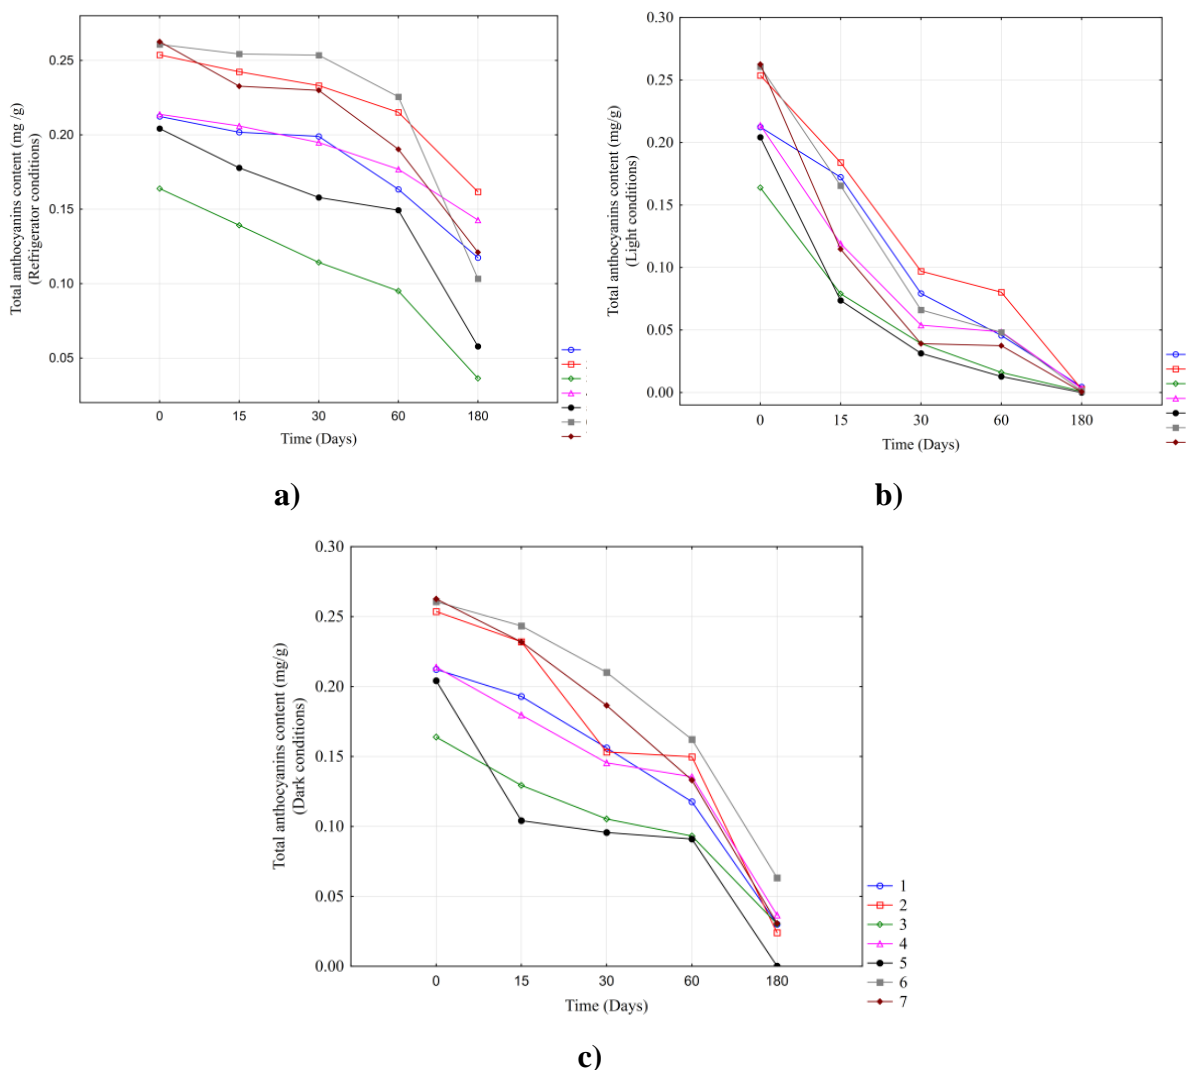 Total anthocyanins content (mg /g)
(Refrigerator conditions)
0.25
0.20
0.15
0.10
0.05
0 15 30 60 180
Time (Days)
a)
Total anthocyanins content (mg/g)
(Light conditions)
0.30
0.25
0.20
0.15
0.10
0.05
0.00
0 15 30 60 180
Time (Days)
b)
Total anthocyanins content (mg/g)
(Dark conditions)
0.30
0.25
0.20
0.15
0.10
0.05
0.00
0 15 30 60 180
Time (Days)
1
2
3
4
5
6
7
c)